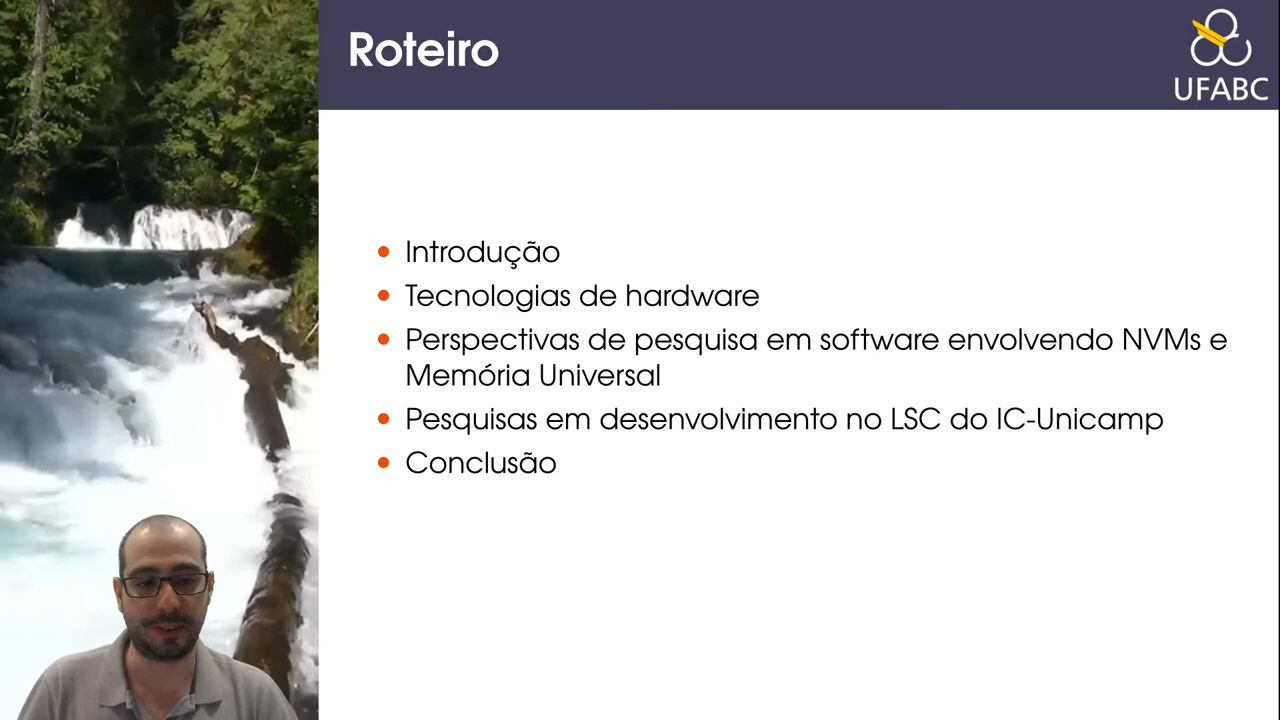 Roteiro
UFABC
Introdução
Tecnologias de hardware
Perspectivas de pesquisa em software envolvendo NVMs e
Memória Universal
Pesquisas em desenvolvimento no LSC do IC-Unicamp
Conclusão